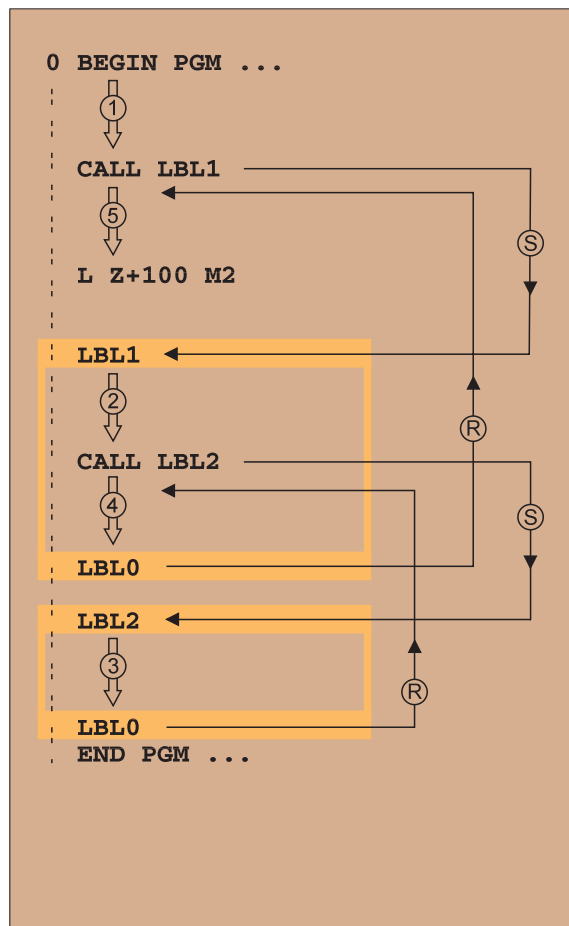 0 BEGIN PGM ...
1
CALL LBL1
5
S
L Z+100 M2
LBL1
2
R
CALL LBL2
4
S
LBL0
LBL2
3
R
LBL0
END PGM ...